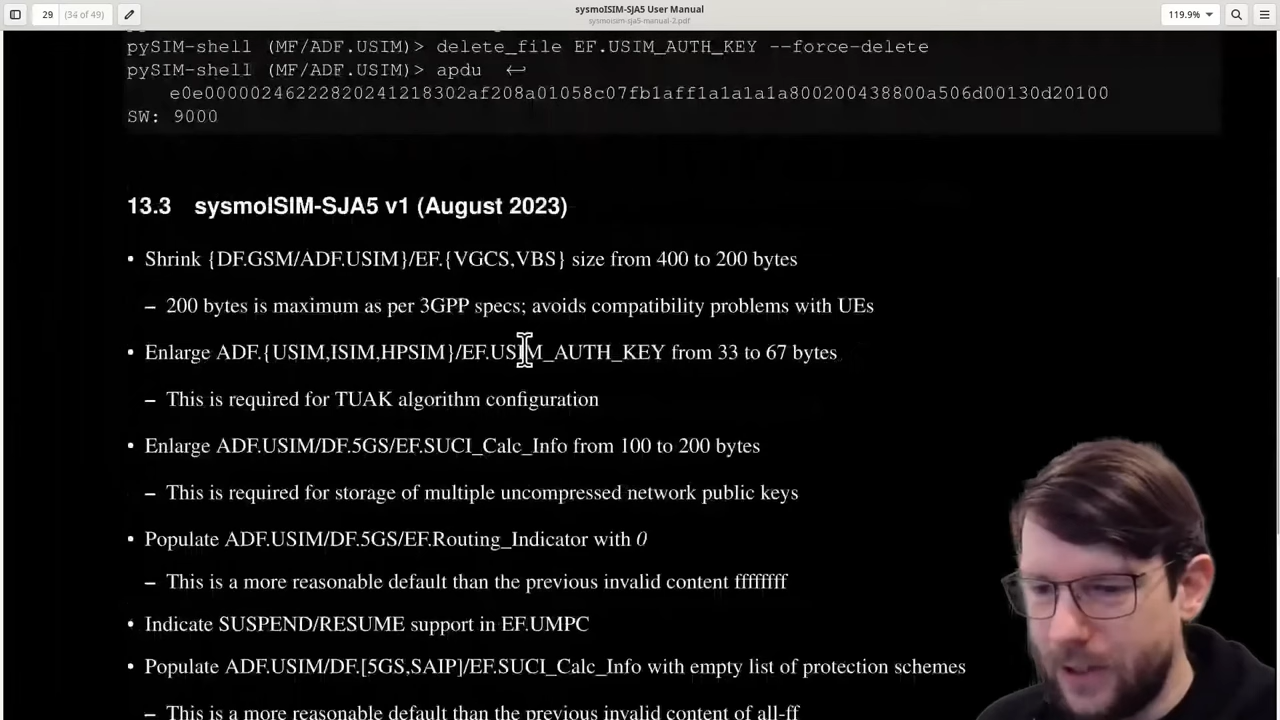 sysmoISIM-SJA5 User Manual
sysmoisim-sja5-manual-2.pdf
29
(34 of 49)
119.9%
pySIM-shell (MF/ADF.USIM)> delete_file EF.USIM_AUTH_KEY --force-delete
pySIM-shell (MF/ADF.USIM)> apdu ↩
e0e000002462228202412183​02af208a01058c07fb1aff1a1a1a1a800200438800a506d00130d20100
SW: 9000
13.3 sysmoISIM-SJA5 v1 (August 2023)
• Shrink {DF.GSM/ADF.USIM}/EF.{VGCS,VBS} size from 400 to 200 bytes
– 200 bytes is maximum as per 3GPP specs; avoids compatibility problems with UEs
• Enlarge ADF.{USIM,ISIM,HPSIM}/EF.USIM_AUTH_KEY from 33 to 67 bytes
– This is required for TUAK algorithm configuration
• Enlarge ADF.USIM/DF.5GS/EF.SUCI_Calc_Info from 100 to 200 bytes
– This is required for storage of multiple uncompressed network public keys
• Populate ADF.USIM/DF.5GS/EF.Routing_Indicator with 0
– This is a more reasonable default than the previous invalid content ffffffff
• Indicate SUSPEND/RESUME support in EF.UMPC
• Populate ADF.USIM/DF.[5GS,SAIP]/EF.SUCI_Calc_Info with empty list of protection schemes
– This is a more reasonable default than the previous invalid content of all-ff